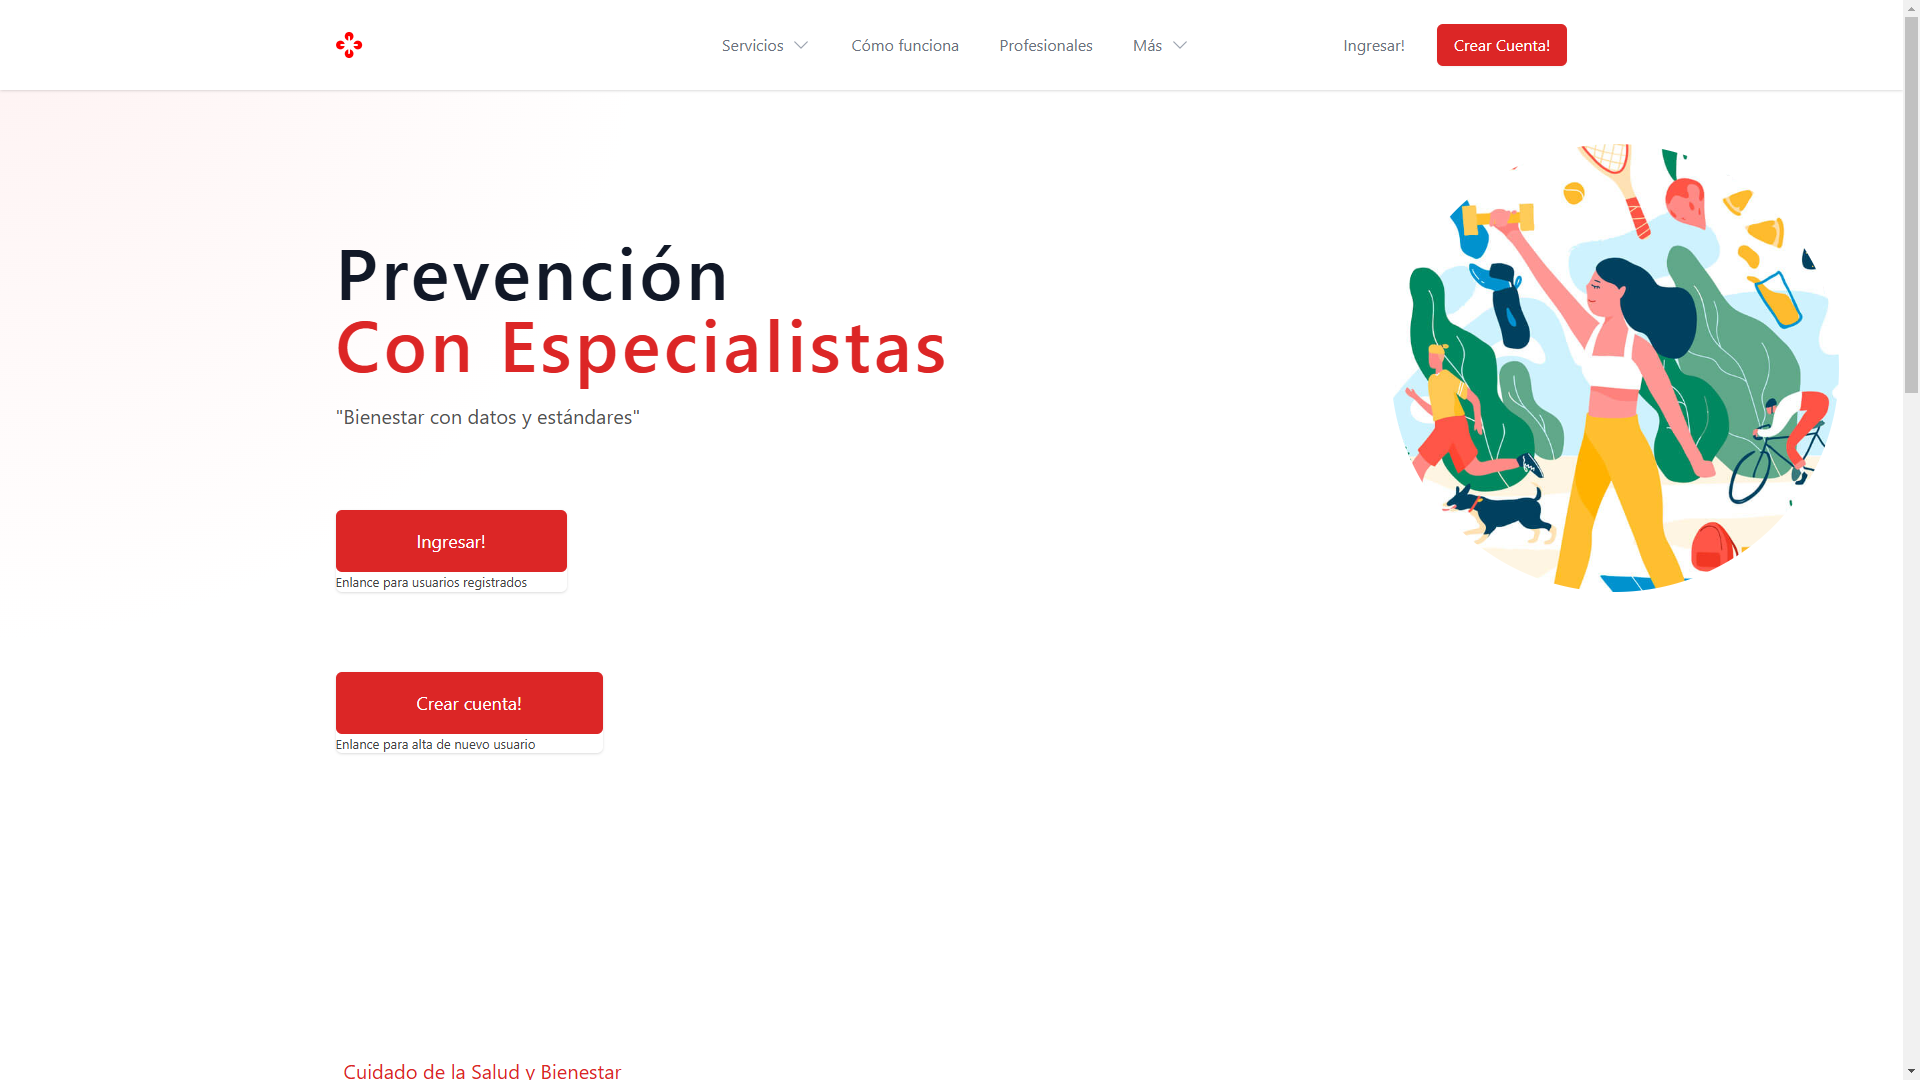 Servicios
Cómo funciona
Profesionales
Más
Ingresar!
Crear Cuenta!
Prevención
Con Especialistas
"Bienestar con datos y estándares"
Ingresar!
Enlance para usuarios registrados
Crear cuenta!
Enlance para alta de nuevo usuario
Cuidado de la Salud y Bienestar